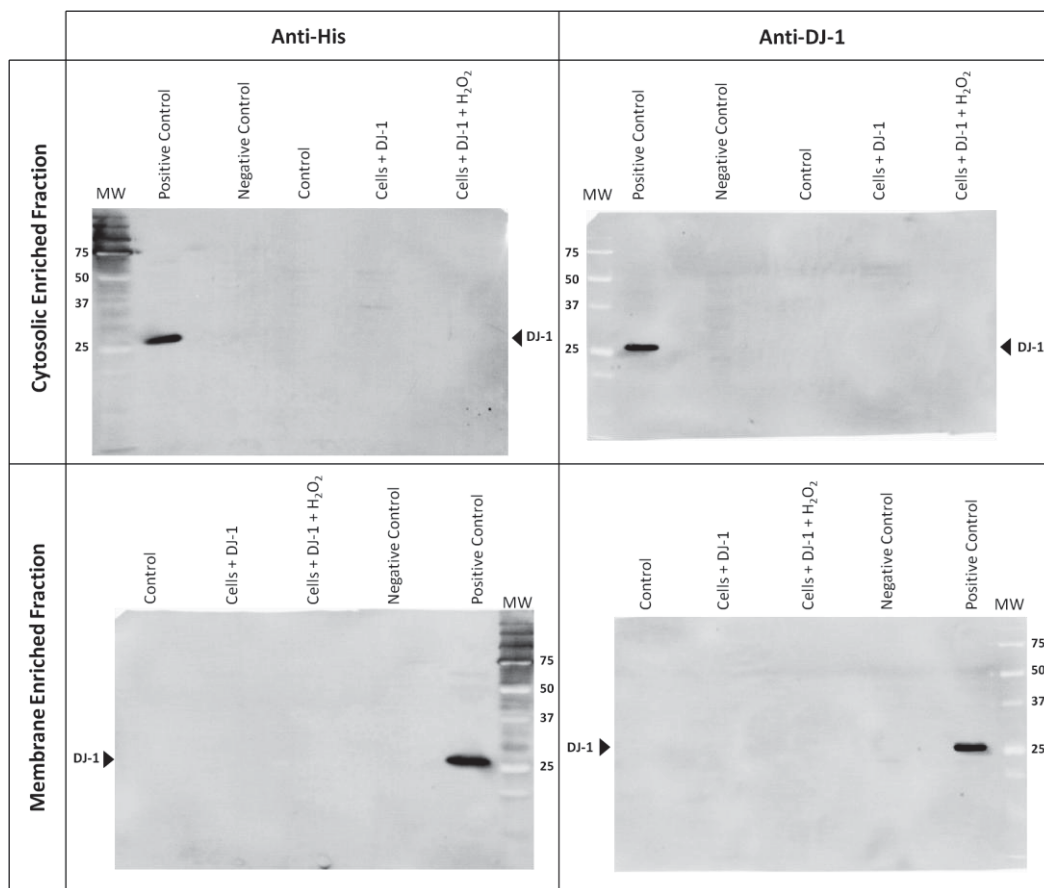 Anti-His
Anti-DJ-1
Cytosolic Enriched Fraction
MW
Positive Control
Negative Control
Control
Cells + DJ-1
Cells + DJ-1 + H₂O₂
75
50
37
25
DJ-1
MW
Positive Control
Negative Control
Control
Cells + DJ-1
Cells + DJ-1 + H₂O₂
75
50
37
25
DJ-1
Membrane Enriched Fraction
Control
Cells + DJ-1
Cells + DJ-1 + H₂O₂
Negative Control
Positive Control
MW
75
50
37
25
DJ-1
Control
Cells + DJ-1
Cells + DJ-1 + H₂O₂
Negative Control
Positive Control
MW
75
50
37
25
DJ-1